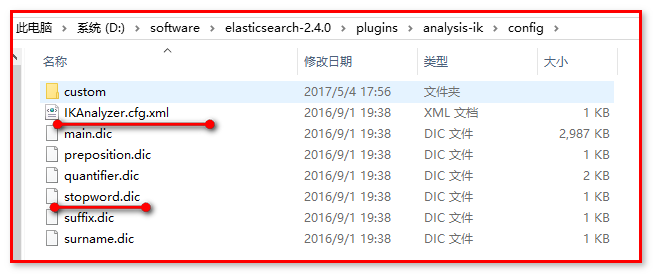 此电脑 > 系统 (D:) > software > elasticsearch-2.4.0 > plugins > analysis-ik > config >
名称 修改日期 类型 大小
custom 2017/5/4 17:56 文件夹
IKAnalyzer.cfg.xml 2016/9/1 19:38 XML 文档 1 KB
main.dic 2016/9/1 19:38 DIC 文件 2,987 KB
preposition.dic 2016/9/1 19:38 DIC 文件 1 KB
quantifier.dic 2016/9/1 19:38 DIC 文件 2 KB
stopword.dic 2016/9/1 19:38 DIC 文件 1 KB
suffix.dic 2016/9/1 19:38 DIC 文件 1 KB
surname.dic 2016/9/1 19:38 DIC 文件 1 KB